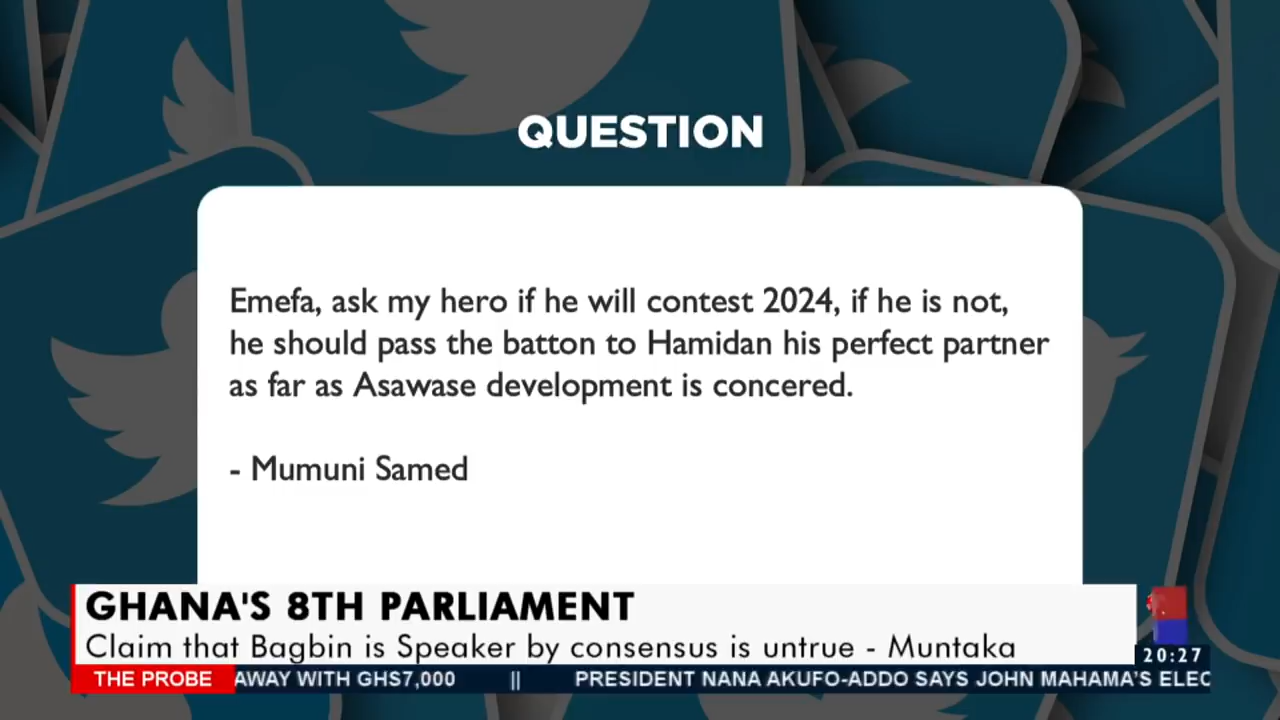 QUESTION
Emefa, ask my hero if he will contest 2024, if he is not,
he should pass the batton to Hamidan his perfect partner
as far as Asawase development is concered.
- Mumuni Samed
GHANA'S 8TH PARLIAMENT
Claim that Bagbin is Speaker by consensus is untrue - Muntaka
20:27
THE PROBE AWAY WITH GHS7,000 || PRESIDENT NANA AKUFO-ADDO SAYS JOHN MAHAMA'S ELEC